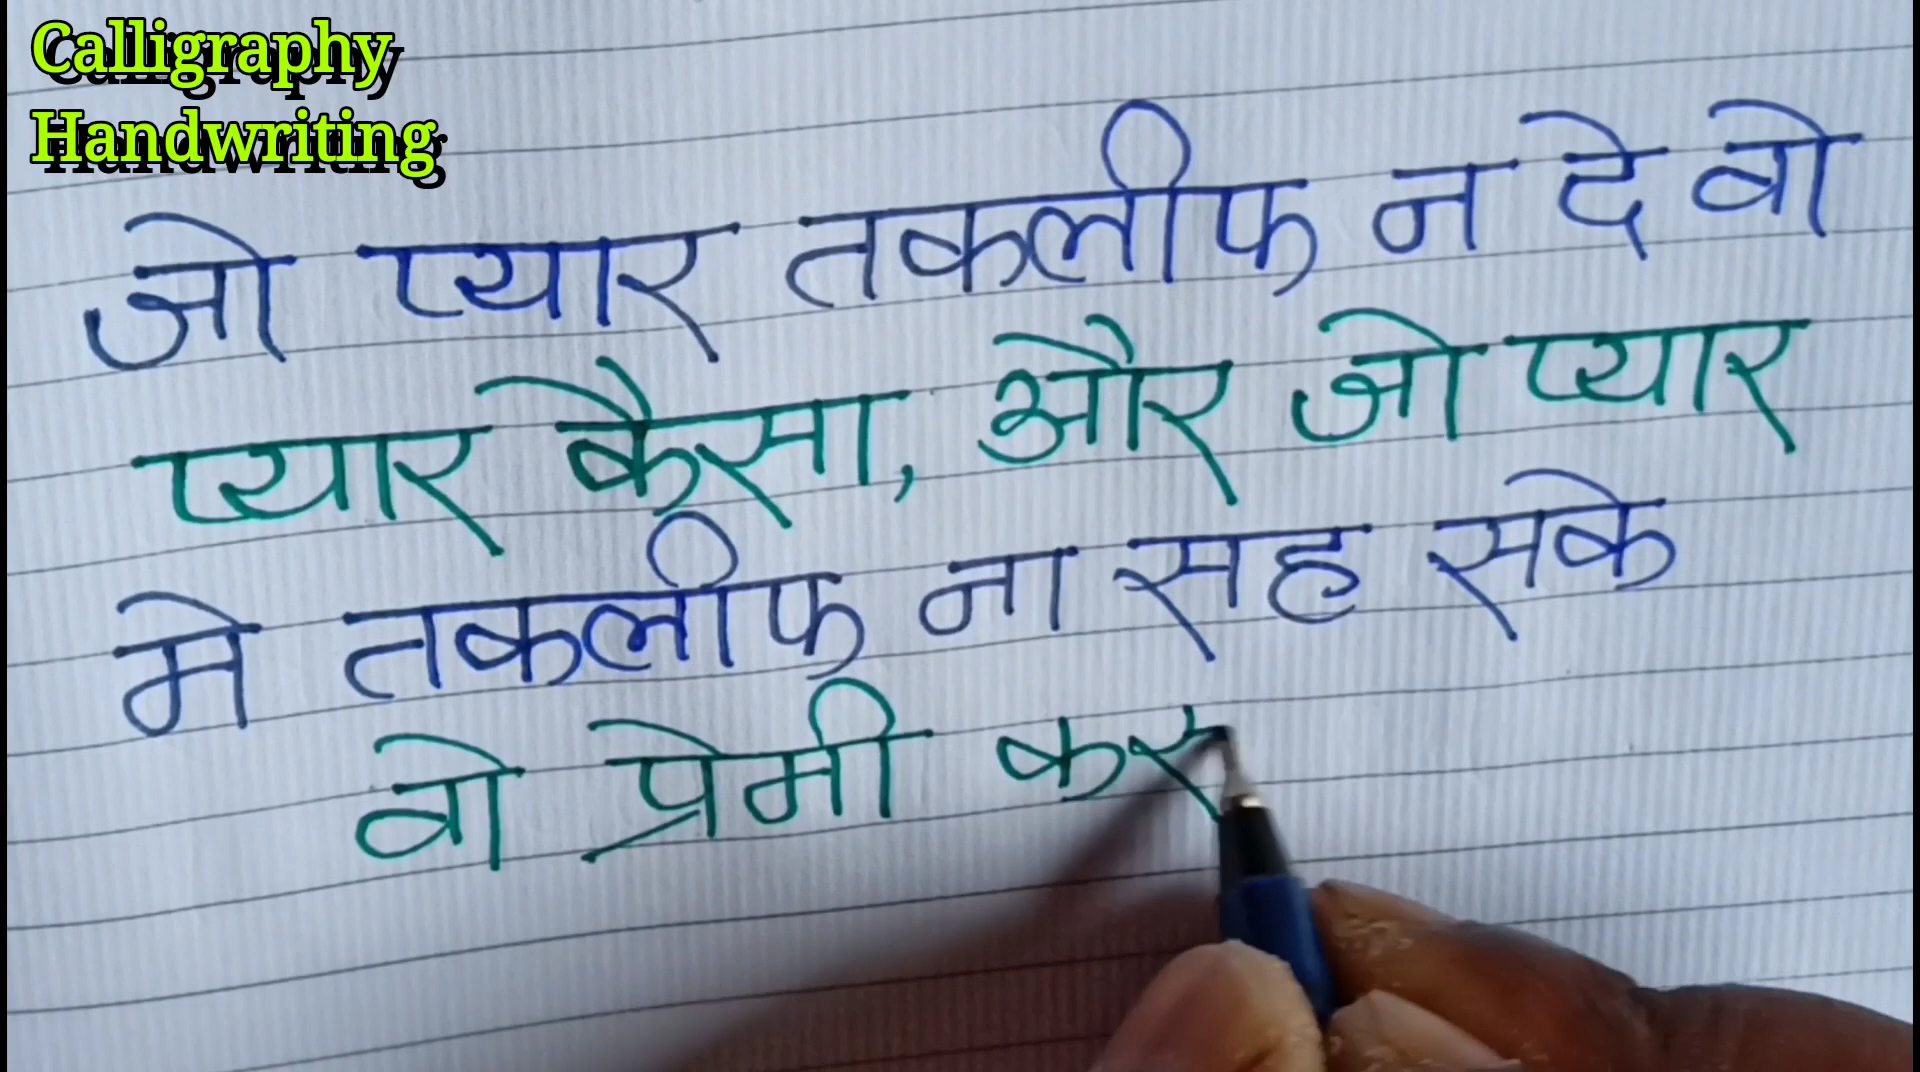 Calligraphy
Handwriting
जो प्यार तकलीफ न दे वो
प्यार कैसा, और जो प्यार
मे तकलीफ ना सह सके
वो प्रेमी